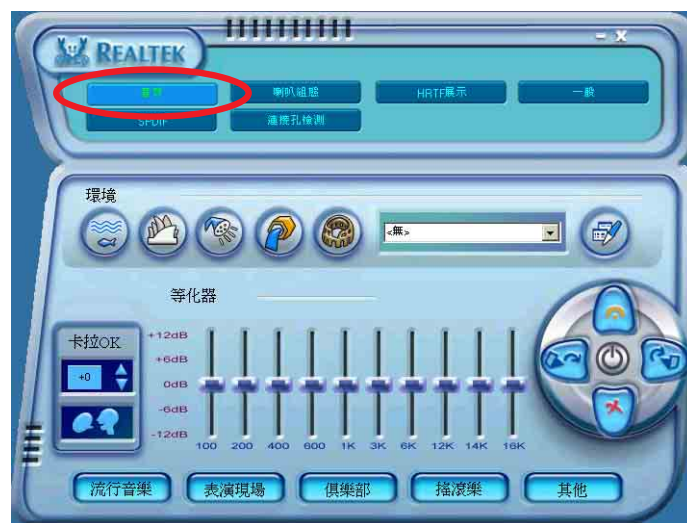 REALTEK
- X
喇叭組態 HRTF展示 一般
SPDIF 連接孔檢測
環境
<無>
等化器
卡拉OK
+0
+12dB
+6dB
0dB
-6dB
-12dB
100 200 400 600 1K 3K 6K 12K 14K 16K
流行音樂 表演現場 俱樂部 搖滾樂 其他